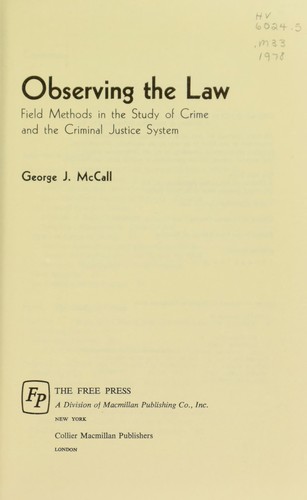 HV
6024.5
.M23
1978
Observing the Law
Field Methods in the Study of Crime
and the Criminal Justice System
George J. McCall
FP
THE FREE PRESS
A Division of Macmillan Publishing Co., Inc.
NEW YORK
Collier Macmillan Publishers
LONDON